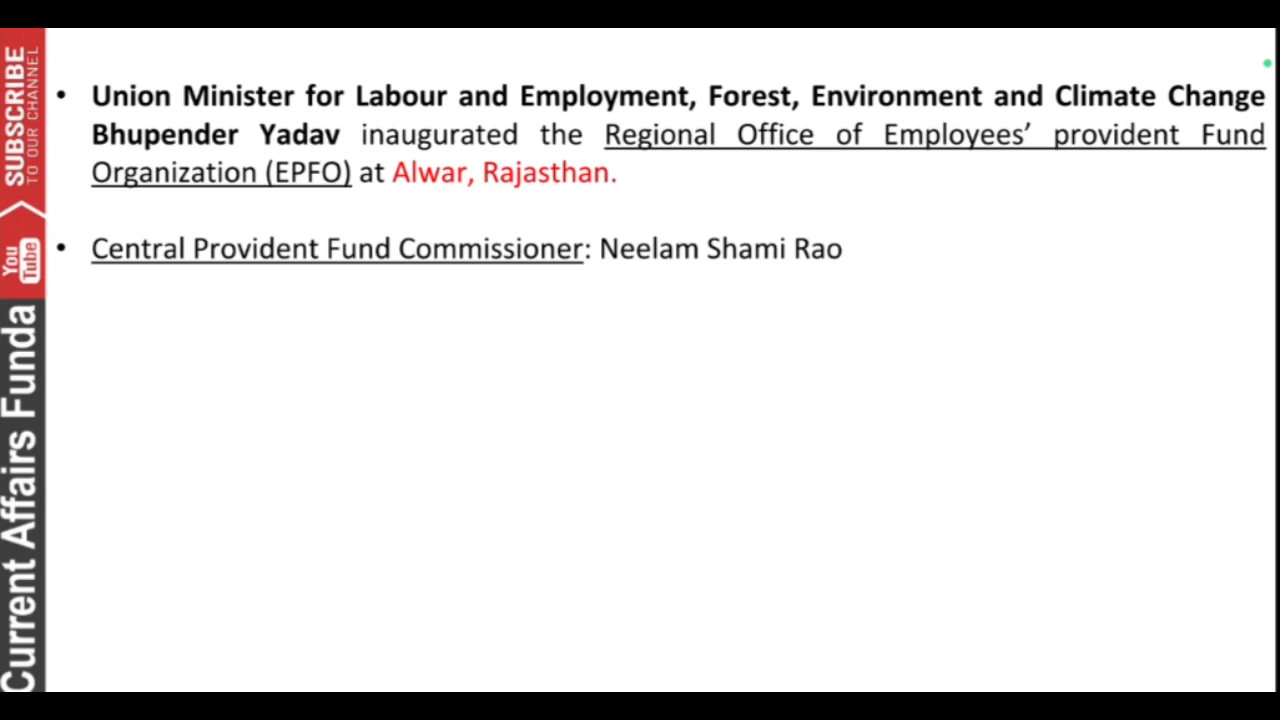 • Union Minister for Labour and Employment, Forest, Environment and Climate Change
Bhupender Yadav inaugurated the Regional Office of Employees’ provident Fund
Organization (EPFO) at Alwar, Rajasthan.
• Central Provident Fund Commissioner: Neelam Shami Rao
SUBSCRIBE
TO OUR CHANNEL
You
Tube
Current Affairs Funda